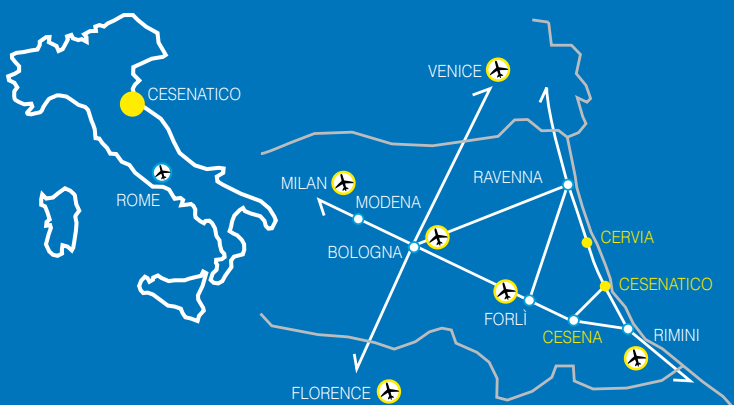 CESENATICO
ROME
VENICE
MILAN
MODENA
RAVENNA
BOLOGNA
CERVIA
CESENATICO
FORLÌ
CESENA
RIMINI
FLORENCE